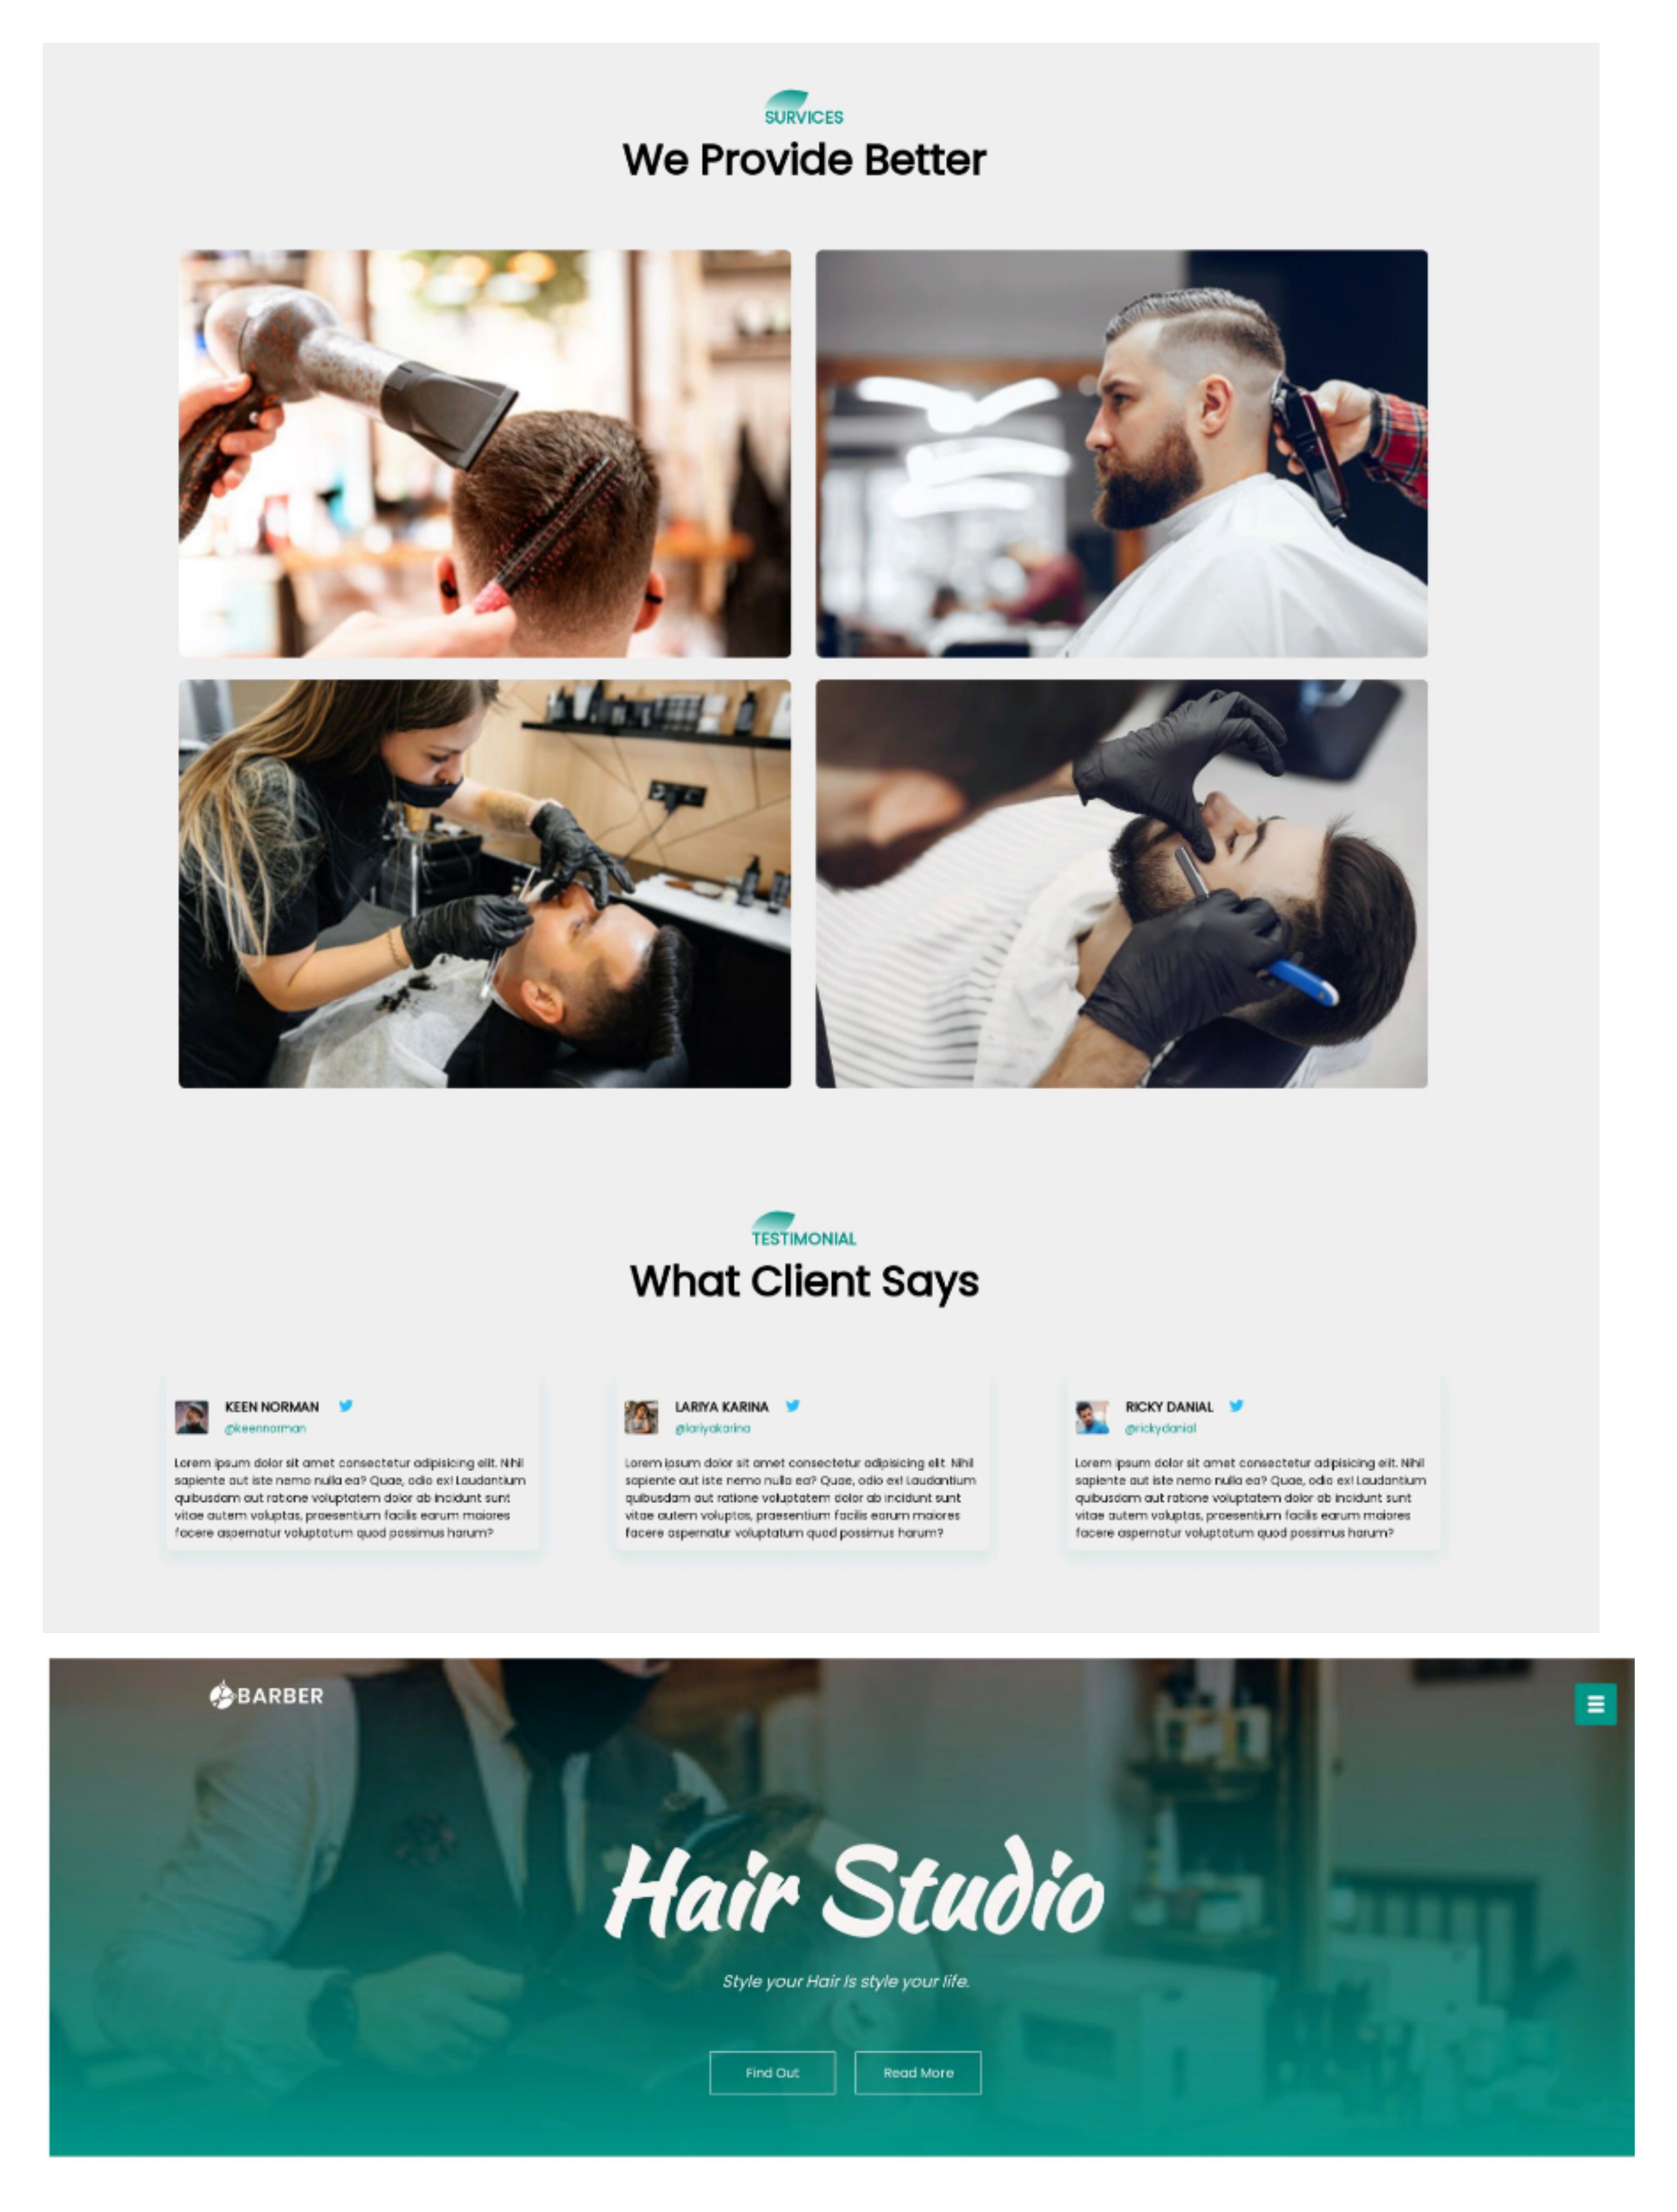 SURVICES
We Provide Better
TESTIMONIAL
What Client Says
KEEN NORMAN
@keennorman
Lorem ipsum dolor sit amet consectetur adipisicing elit. Nihil
sapiente aut iste nemo nulla ea? Quae, odio ex! Laudantium
quibusdam aut ratione voluptatem dolor ab incidunt sunt
vitae autem voluptas, praesentium facilis earum maiores
facere aspernatur voluptatum quod possimus harum?
LARIYA KARINA
@lariyakarina
Lorem ipsum dolor sit amet consectetur adipisicing elit. Nihil
sapiente aut iste nemo nulla ea? Quae, odio ex! Laudantium
quibusdam aut ratione voluptatem dolor ab incidunt sunt
vitae autem voluptas, praesentium facilis earum maiores
facere aspernatur voluptatum quod possimus harum?
RICKY DANIAL
@rickydanial
Lorem ipsum dolor sit amet consectetur adipisicing elit. Nihil
sapiente aut iste nemo nulla ea? Quae, odio ex! Laudantium
quibusdam aut ratione voluptatem dolor ab incidunt sunt
vitae autem voluptas, praesentium facilis earum maiores
facere aspernatur voluptatum quod possimus harum?
BARBER
Hair Studio
Style your Hair Is style your life.
Find Out
Read More